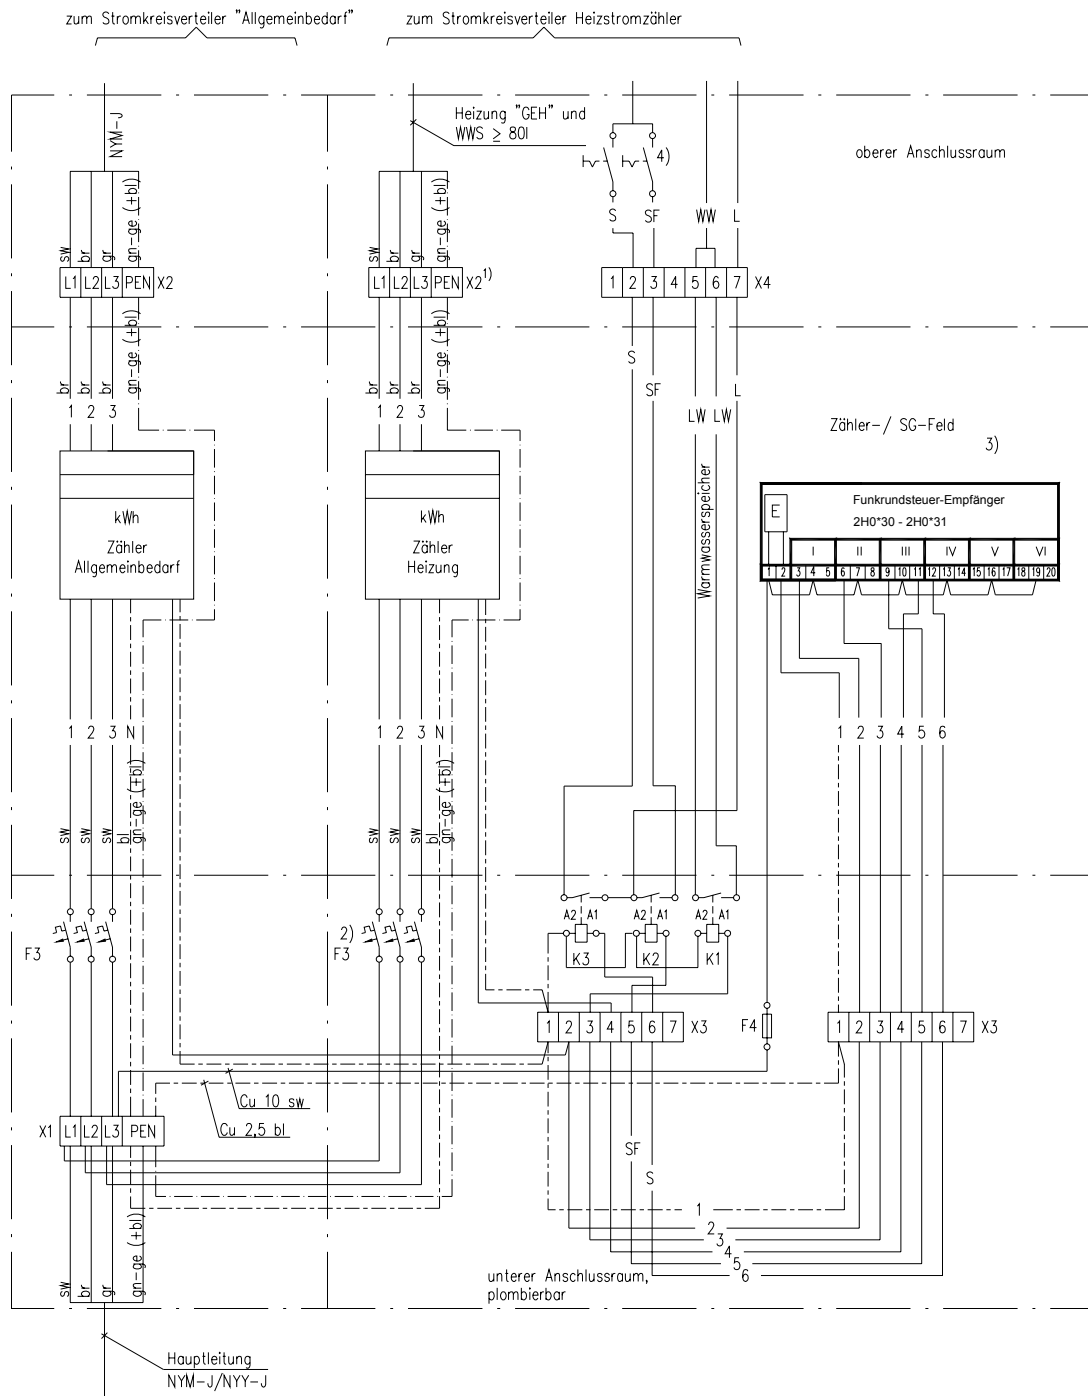 zum Stromkreisverteiler "Allgemeinbedarf"
zum Stromkreisverteiler Heizstromzähler
NYM-J
Heizung "GEH" und
WWS ≥ 80l
4)
oberer Anschlussraum
S SF WW L
sw br gr gn-ge (+bl)
sw br gr gn-ge (+bl)
L1 L2 L3 PEN X2
L1 L2 L3 PEN X2 1)
1 2 3 4 5 6 7 X4
br br br gn-ge (+bl)
br br br gn-ge (+bl)
S
SF L
1 2 3
1 2 3
LW LW
Warmwasserspeicher
Zähler-/ SG-Feld
3)
kWh
Zähler
Allgemeinbedarf
kWh
Zähler
Heizung
E
Funkrundsteuer-Empfänger
2H0*30 - 2H0*31
I II III IV V VI
1 2 3 4 5 6 7 8 9 10 11 12 13 14 15 16 17 18 19 20
1 2 3 N
1 2 3 N
1 2 3 4 5 6
sw sw sw bl gn-ge (+bl)
sw sw sw bl gn-ge (+bl)
F3
2)
F3
A2 A1 A2 A1 A2 A1
K3 K2 K1
1 2 3 4 5 6 7 X3
F4
1 2 3 4 5 6 7 X3
Cu 10 sw
Cu 2,5 bl
X1 L1 L2 L3 PEN
SF
S
1
2
3
4
5
6
sw br gr gn-ge (+bl)
unterer Anschlussraum,
plombierbar
Hauptleitung
NYM-J/NYY-J